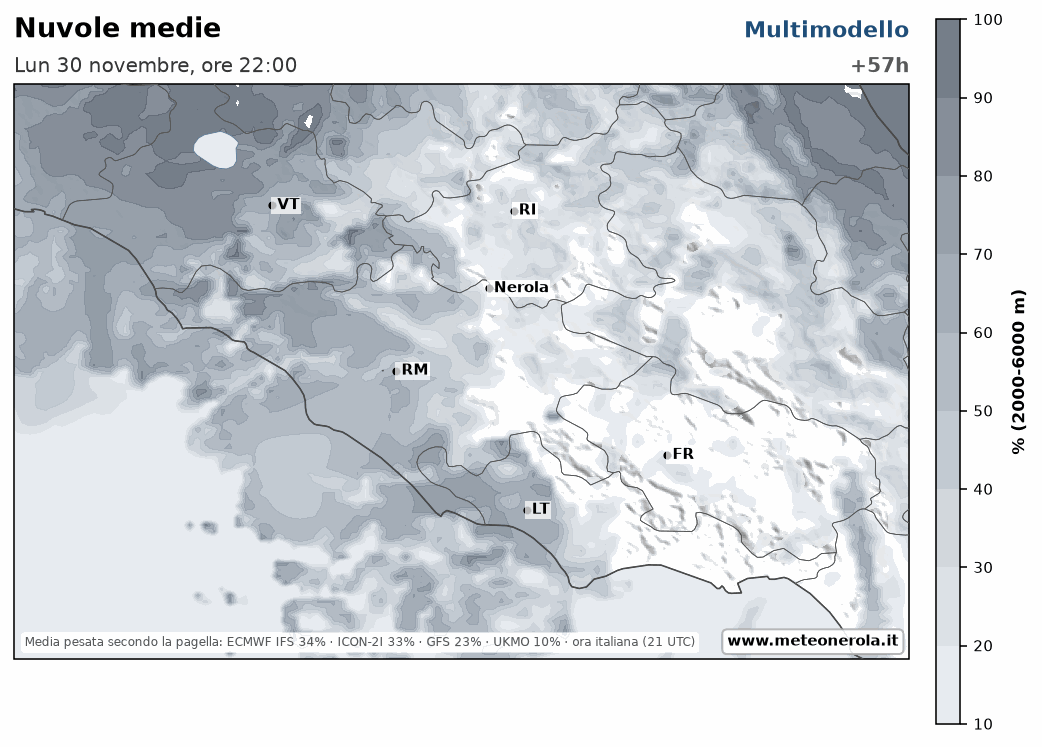 Nuvole medie
Multimodello
Lun 30 novembre, ore 22:00
+57h
100
90
80
70
60
50
40
30
20
10
% (2000-6000 m)
VT
RI
Nerola
RM
FR
LT
Media pesata secondo la pagella: ECMWF IFS 34% · ICON-2I 33% · GFS 23% · UKMO 10% · ora italiana (21 UTC)
www.meteonerola.it